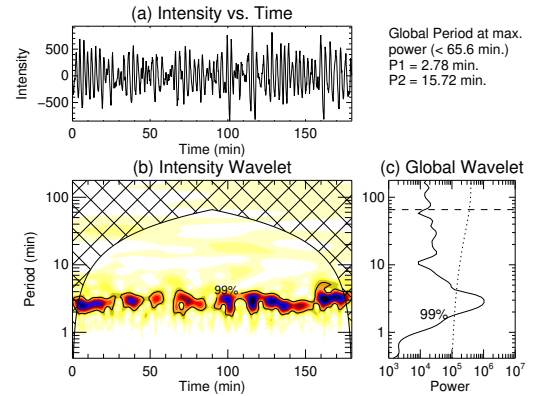 (a) Intensity vs. Time
Global Period at max.
power (< 65.6 min.)
P1 = 2.78 min.
P2 = 15.72 min.
Intensity
500
0
−500
0 50 100 150
Time (min)
(b) Intensity Wavelet
(c) Global Wavelet
Period (min)
100
10
1
99%
0 50 100 150
Time (min)
100
10
1
99%
10³ 10⁴ 10⁵ 10⁶ 10⁷
Power